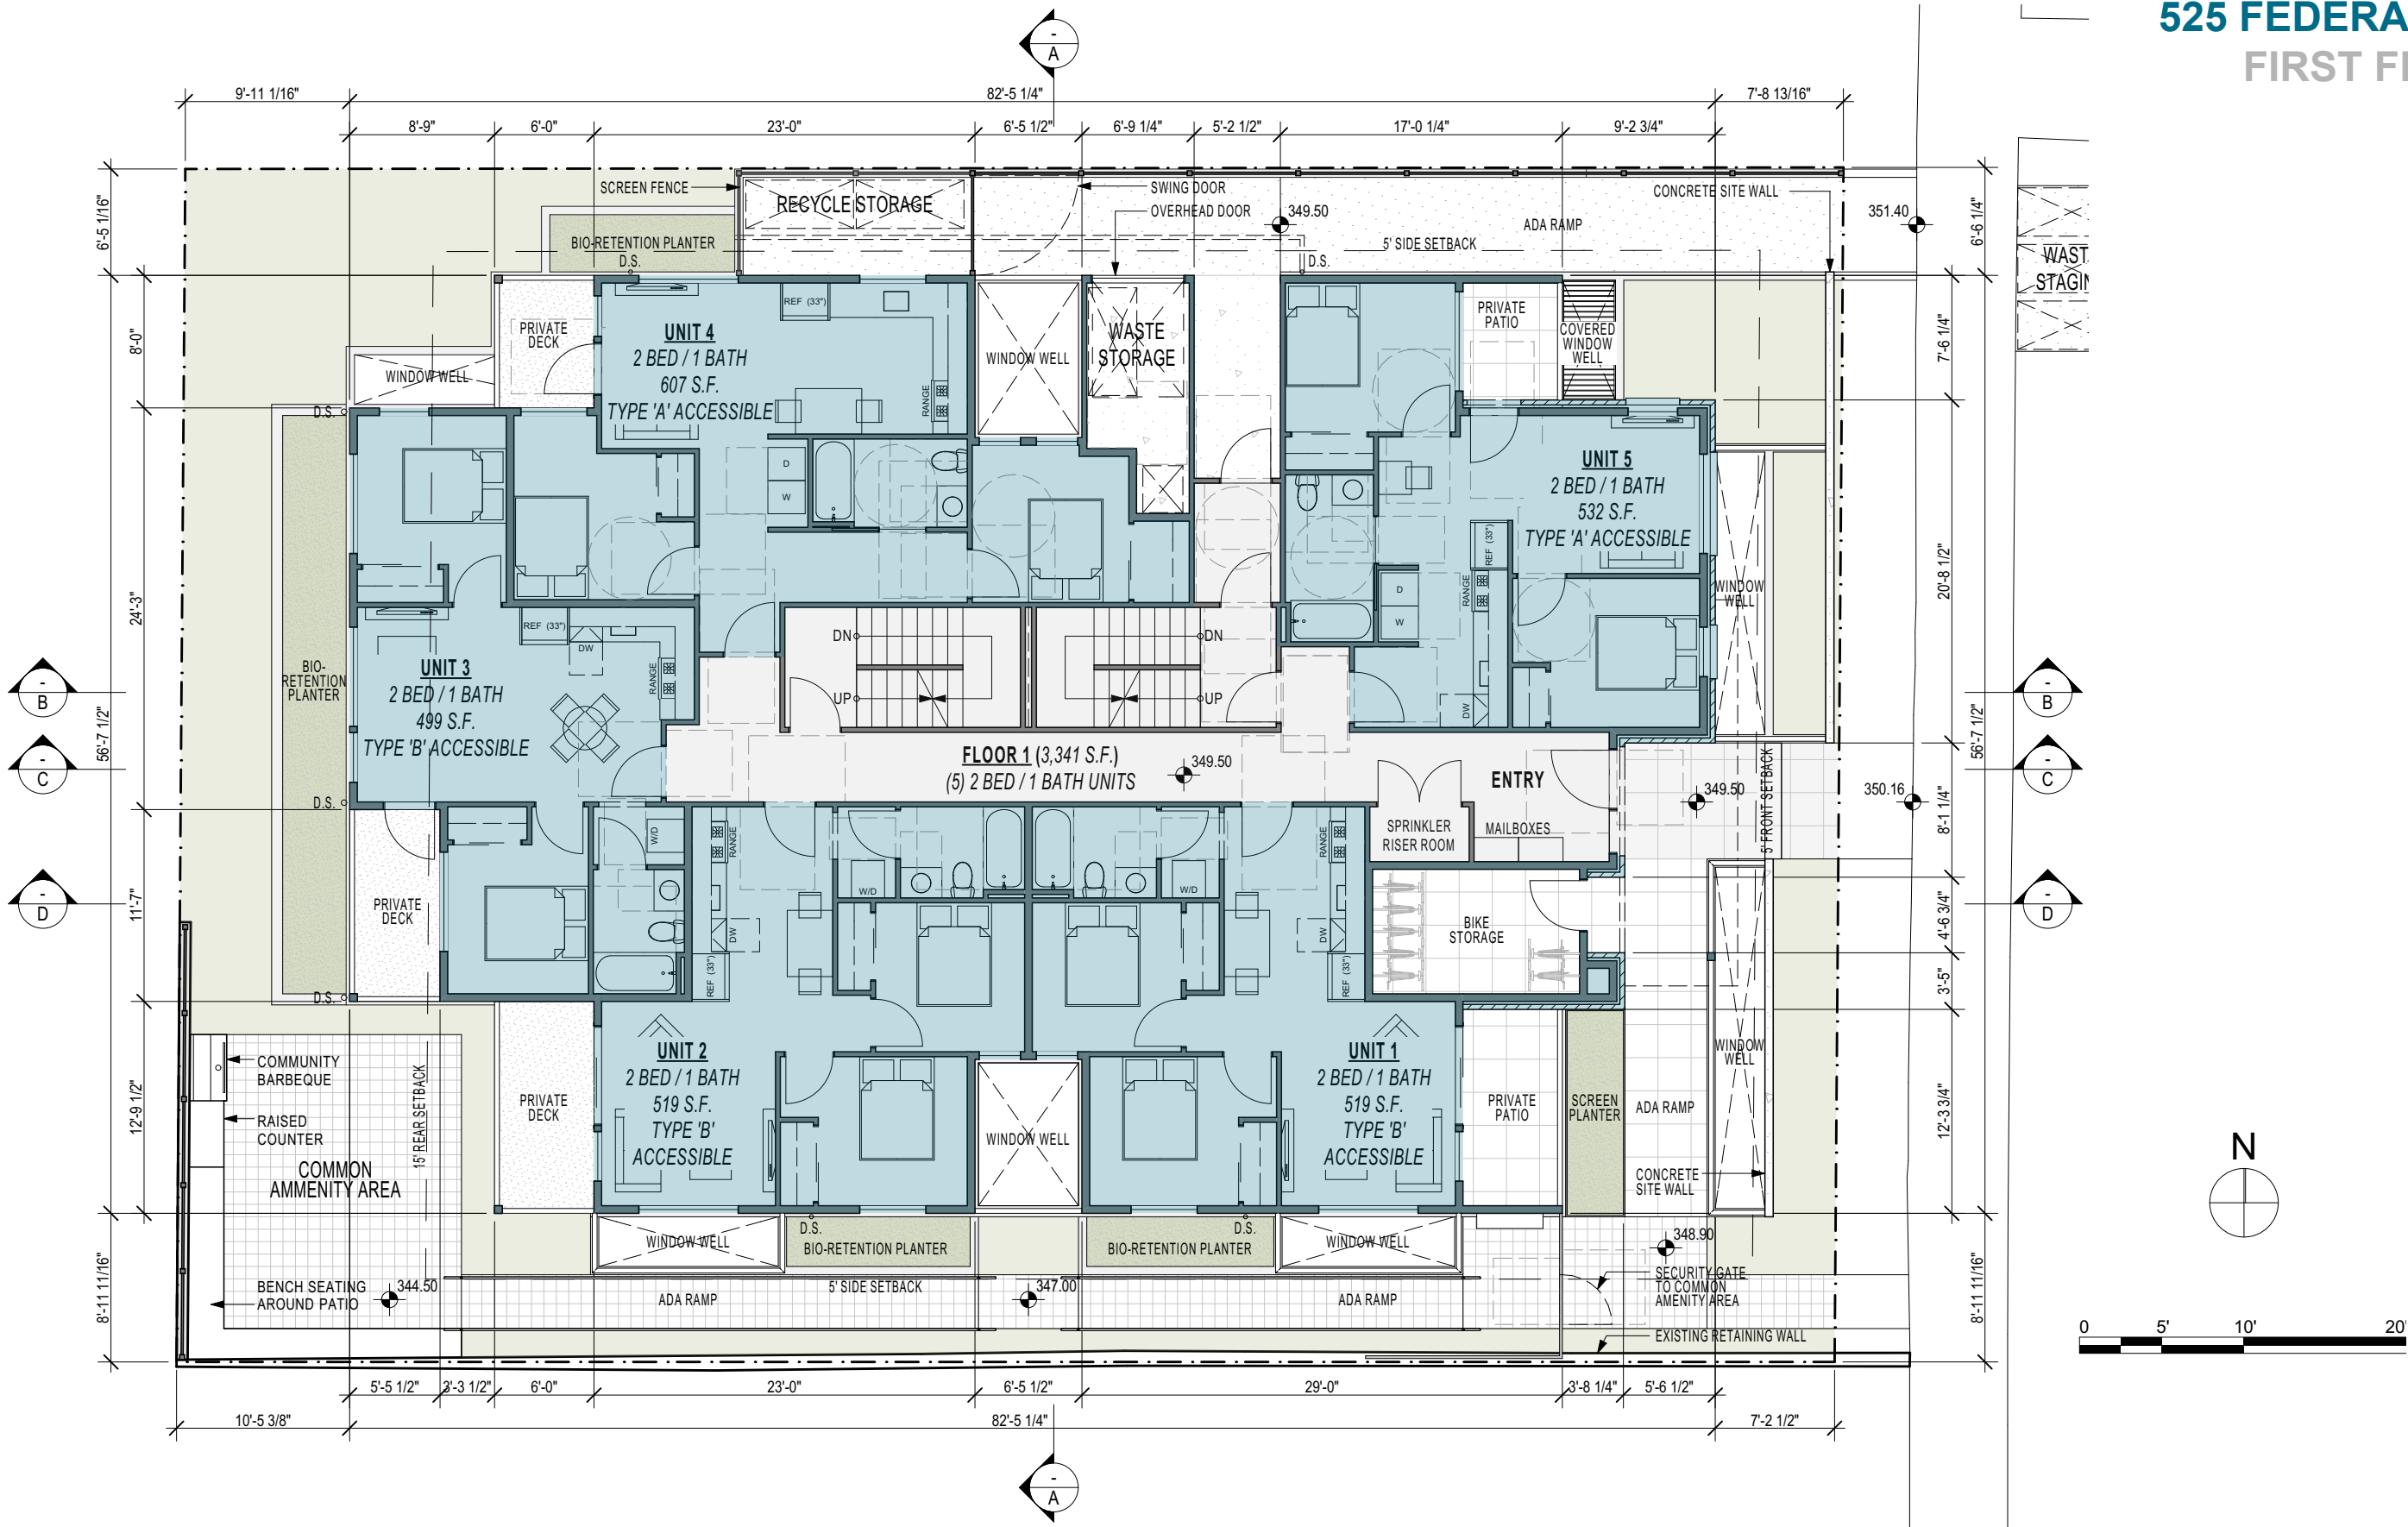 525 FEDERA
FIRST F
-
A
9'-11 1/16"
82'-5 1/4"
7'-8 13/16"
8'-9"
6'-0"
23'-0"
6'-5 1/2"
6'-9 1/4"
5'-2 1/2"
17'-0 1/4"
9'-2 3/4"
6'-5 1/16"
8'-0"
24'-3"
56'-7 1/2"
11'-7"
12'-9 1/2"
8'-11 11/16"
6'-6 1/4"
7'-6 1/4"
20'-8 1/2"
56'-7 1/2"
8'-1 1/4"
4'-6 3/4"
3'-5"
12'-3 3/4"
8'-11 11/16"
SCREEN FENCE
RECYCLE STORAGE
SWING DOOR
OVERHEAD DOOR
349.50
CONCRETE SITE WALL
351.40
ADA RAMP
5' SIDE SETBACK
BIO-RETENTION PLANTER
D.S.
D.S.
WAST
STAGIN
PRIVATE
DECK
WINDOW WELL
D.S.
UNIT 4
2 BED / 1 BATH
607 S.F.
TYPE 'A' ACCESSIBLE
REF (33")
RANGE
D
W
WINDOW WELL
WASTE
STORAGE
PRIVATE
PATIO
COVERED
WINDOW
WELL
UNIT 5
2 BED / 1 BATH
532 S.F.
TYPE 'A' ACCESSIBLE
REF (33")
RANGE
D
W
DW
WINDOW
WELL
BIO-
RETENTION
PLANTER
UNIT 3
2 BED / 1 BATH
499 S.F.
TYPE 'B' ACCESSIBLE
REF (33")
DW
RANGE
DN
UP
DN
UP
-
B
-
B
-
C
-
C
-
D
-
D
FLOOR 1 (3,341 S.F.)
(5) 2 BED / 1 BATH UNITS
349.50
ENTRY
349.50
350.16
5' FRONT SETBACK
D.S.
SPRINKLER
RISER ROOM
MAILBOXES
W/D
RANGE
W/D
W/D
RANGE
PRIVATE
DECK
DW
REF (33")
DW
REF (33")
BIKE
STORAGE
D.S.
COMMUNITY
BARBEQUE
RAISED
COUNTER
COMMON
AMMENITY AREA
15' REAR SETBACK
PRIVATE
DECK
UNIT 2
2 BED / 1 BATH
519 S.F.
TYPE 'B'
ACCESSIBLE
WINDOW WELL
UNIT 1
2 BED / 1 BATH
519 S.F.
TYPE 'B'
ACCESSIBLE
PRIVATE
PATIO
SCREEN
PLANTER
ADA RAMP
WINDOW
WELL
CONCRETE
SITE WALL
N
WINDOW WELL
D.S.
BIO-RETENTION PLANTER
D.S.
BIO-RETENTION PLANTER
WINDOW WELL
348.90
BENCH SEATING
AROUND PATIO
344.50
ADA RAMP
5' SIDE SETBACK
347.00
ADA RAMP
SECURITY GATE
TO COMMON
AMENITY AREA
EXISTING RETAINING WALL
0 5' 10' 20'
5'-5 1/2"
3'-3 1/2"
6'-0"
23'-0"
6'-5 1/2"
29'-0"
3'-8 1/4"
5'-6 1/2"
10'-5 3/8"
82'-5 1/4"
7'-2 1/2"
-
A